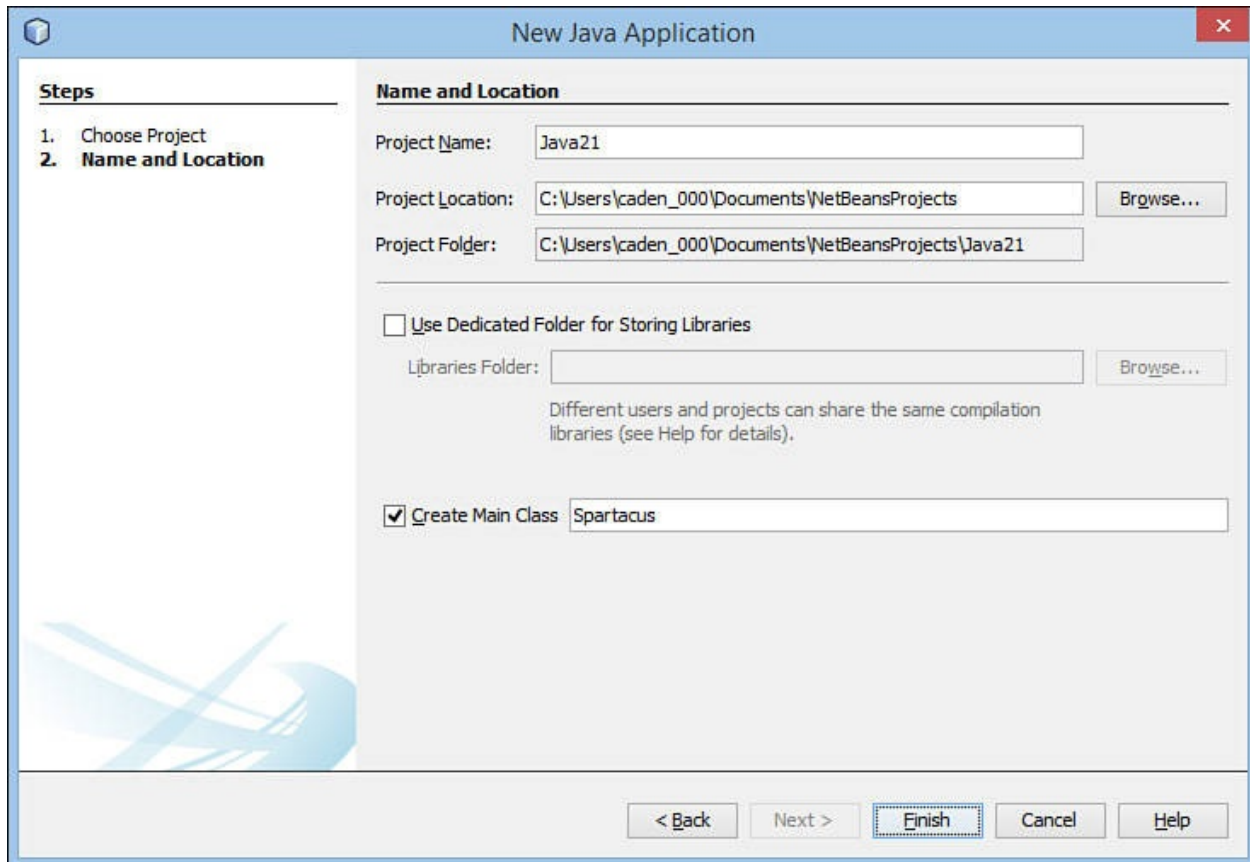 New Java Application
Steps
1. Choose Project
2. Name and Location
Name and Location
Project Name: Java21
Project Location: C:\Users\caden_000\Documents\NetBeansProjects Browse...
Project Folder: C:\Users\caden_000\Documents\NetBeansProjects\Java21
Use Dedicated Folder for Storing Libraries
Libraries Folder: Browse...
Different users and projects can share the same compilation
libraries (see Help for details).
Create Main Class Spartacus
< Back Next > Finish Cancel Help